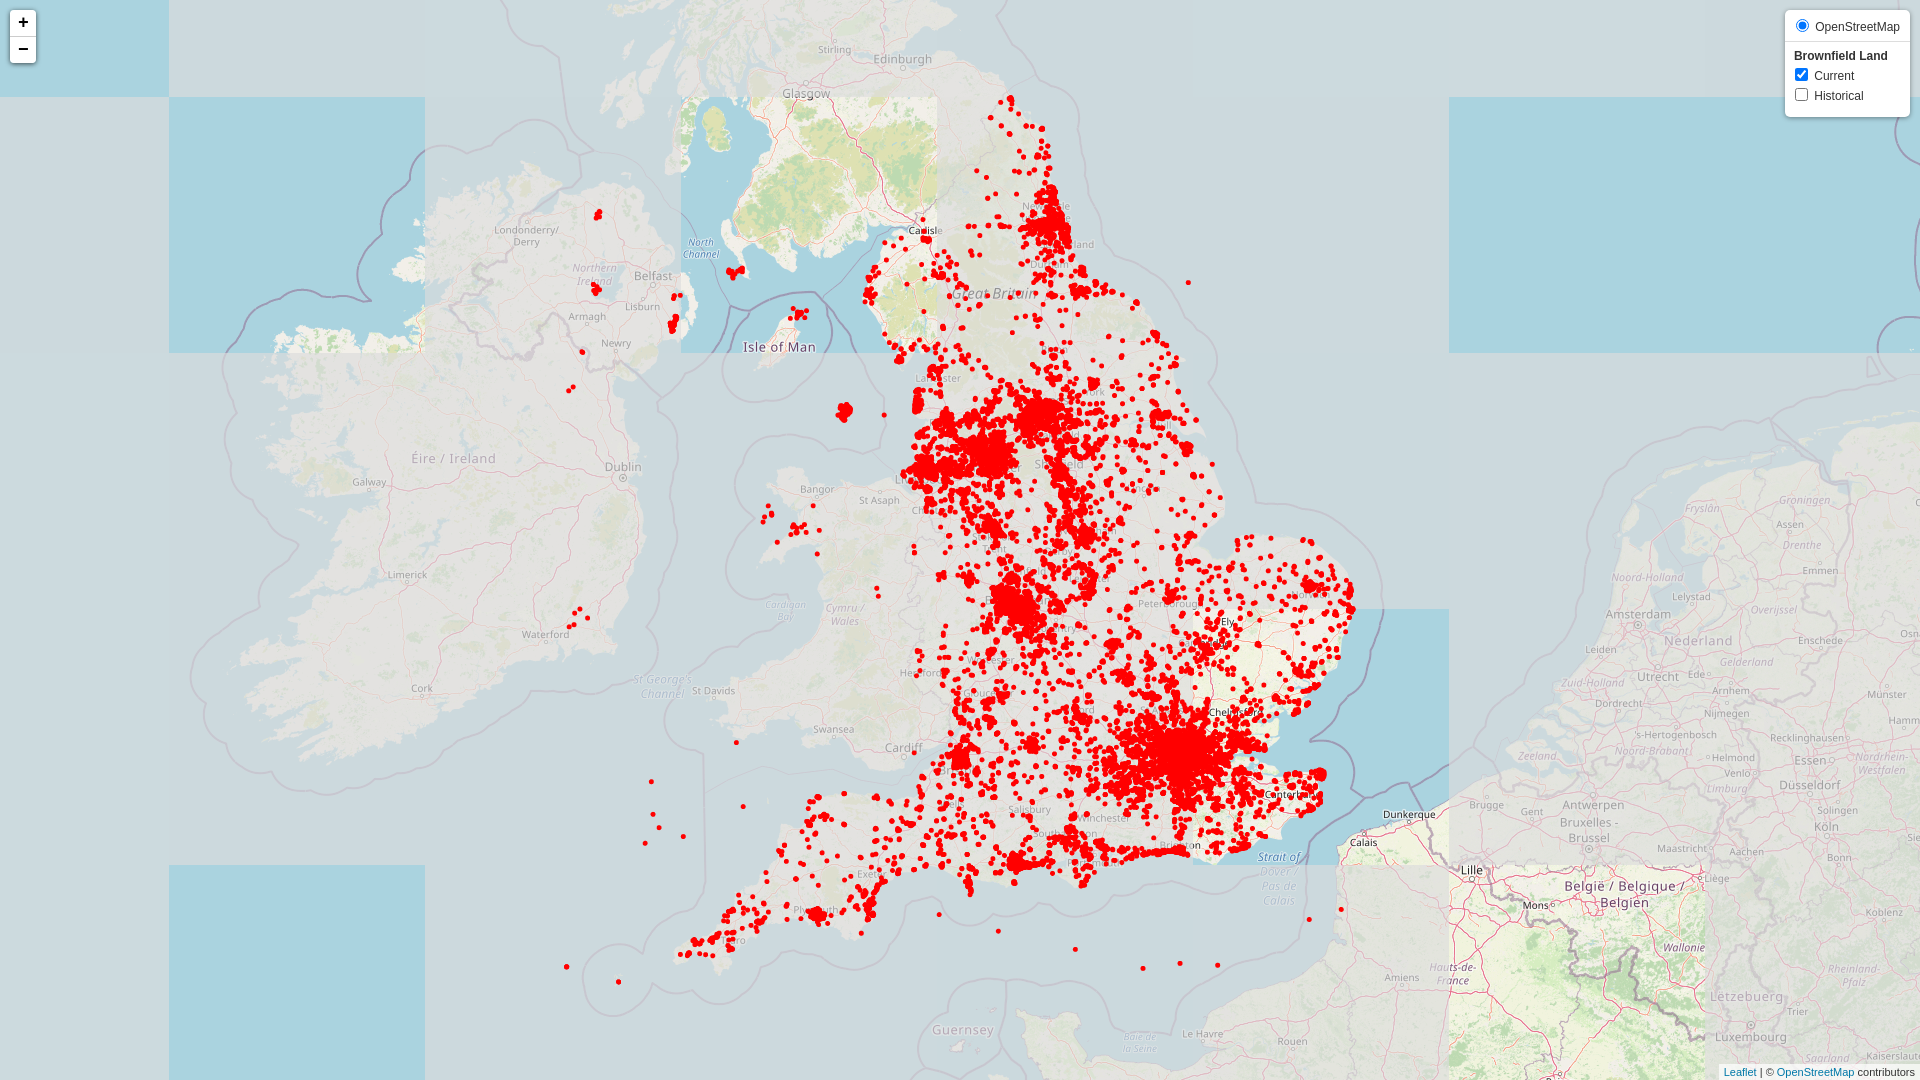 +
−
OpenStreetMap
Brownfield Land
Current
Historical
Stirling
Edinburgh
Glasgow
Londonderry/
Derry
North
Channel
Carlisle
Northern
Ireland
Belfast
Lisburn
Armagh
Newry
Great Britain
Isle of Man
Éire / Ireland
Dublin
Galway
Bangor
St Asaph
Limerick
Cardigan
Bay
Cymru /
Wales
Waterford
Cork
St George's
Channel
St Davids
Swansea
Cardiff
Peterborough
Ely
Chelmsford
Canterbury
Salisbury
Winchester
Southampton
Brighton
Exeter
Plymouth
Truro
Strait of
Dover /
Pas de
Calais
Dunkerque
Calais
Lille
Mons
België / Belgique /
Belgien
Brugge
Gent
Antwerpen
Bruxelles -
Brussel
Maastricht
Aachen
Liège
Köln
Bonn
Koblenz
Wallonie
Hauts-de-
France
Amiens
Le Havre
Rouen
Baie de
la Seine
Guernsey
Lëtzebuerg
Luxembourg
Trier
Saarland
Kaiserslautern
Rheinland-
Pfalz
Groningen
Fryslân
Assen
Drenthe
Emmen
Noord-Holland
Lelystad
Amsterdam
Overijssel
Nederland
Enschede
Leiden
Gelderland
Utrecht
Ede
Zuid-Holland
Arnhem
Dordrecht
Nijmegen
Münster
's-Hertogenbosch
Zeeland
Noord-Brabant
Helmond
Venlo
Limburg
Recklinghausen
Essen
Düsseldorf
Solingen
Nordrhein-
Westfalen
Leaflet | © OpenStreetMap contributors